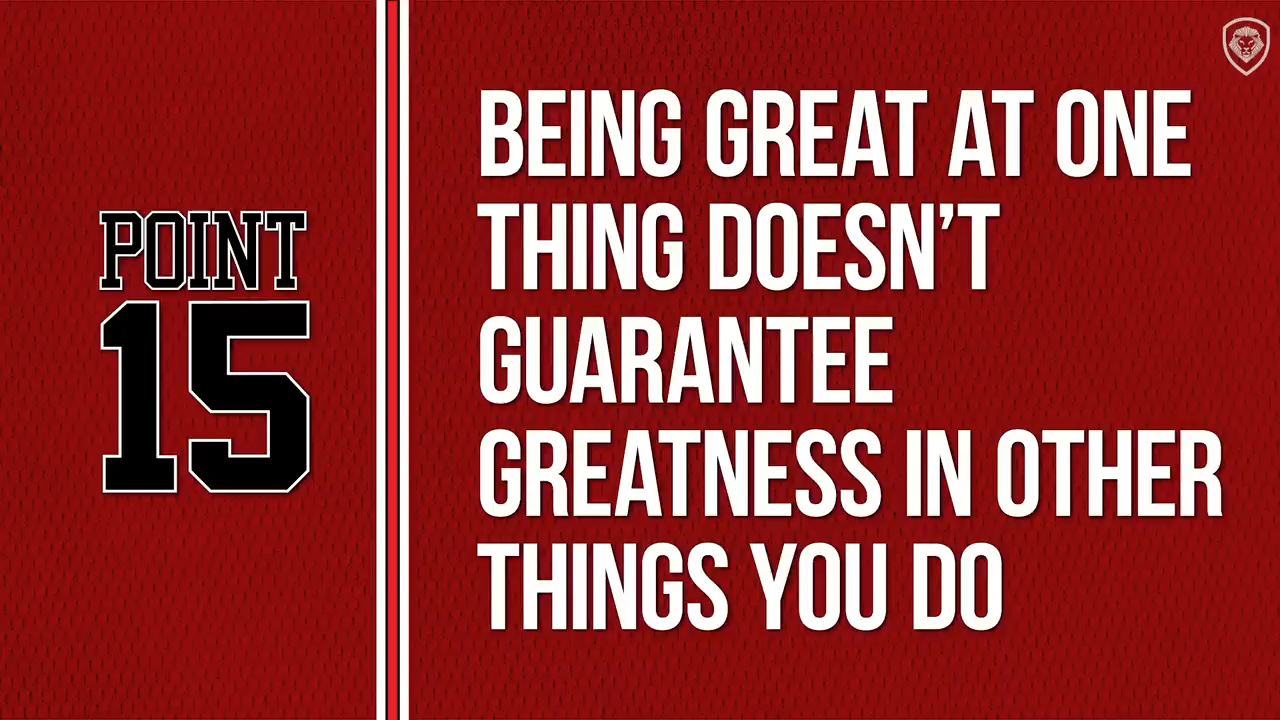 POINT
15
BEING GREAT AT ONE
THING DOESN'T
GUARANTEE
GREATNESS IN OTHER
THINGS YOU DO